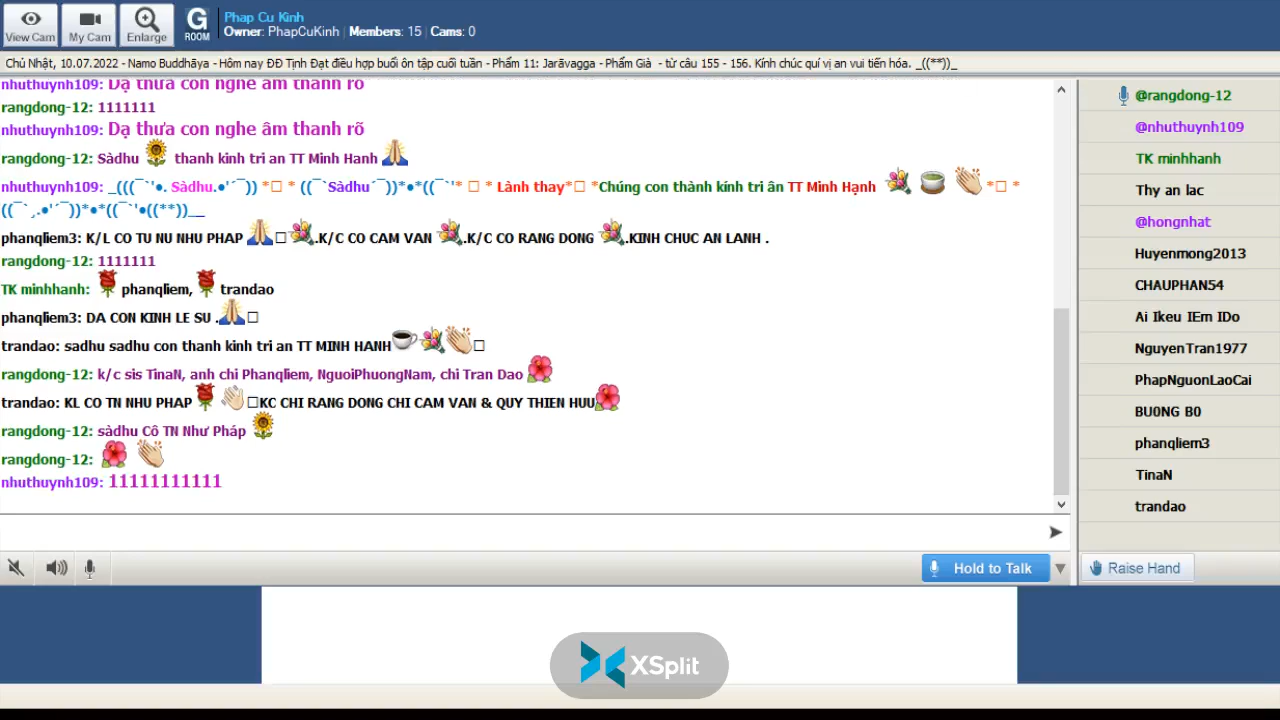 View Cam
My Cam
Enlarge
G
ROOM
Phap Cu Kinh
Owner: PhapCuKinh | Members: 15 | Cams: 0
Chủ Nhật, 10.07.2022 - Namo Buddhāya - Hôm nay ĐĐ Tịnh Đạt điều hợp buổi ôn tập cuối tuần - Phẩm 11: Jarāvagga - Phẩm Già - từ câu 155 - 156. Kính chúc quí vị an vui tiến hóa. _((**))_
nhuthuynh109: Dạ thưa con nghe âm thanh rõ
rangdong-12: 1111111
nhuthuynh109: Dạ thưa con nghe âm thanh rõ
rangdong-12: Sàdhu 🌻 thanh kinh tri an TT Minh Hanh 🙏
nhuthuynh109: _(((¯`'•. Sàdhu.•'´¯)) *□ * ((¯`Sàdhu´¯))*•*((¯`'* □ * Lành thay*□ *Chúng con thành kính tri ân TT Minh Hạnh 💐 🍵 👏 *□ *
((¯`¸.•'´¯))*•*((¯`'•((**))__
phanqliem3: K/L CO TU NU NHU PHAP 🙏□💐.K/C CO CAM VAN 💐.K/C CO RANG DONG 💐.KINH CHUC AN LANH .
rangdong-12: 1111111
TK minhhanh: 🌹 phanqliem, 🌹 trandao
phanqliem3: DA CON KINH LE SU .🙏□
trandao: sadhu sadhu con thanh kinh tri an TT MINH HANH☕💐👏□
rangdong-12: k/c sis TinaN, anh chi Phanqliem, NguoiPhuongNam, chi Tran Dao 🌺
trandao: KL CO TN NHU PHAP🌹 👋□KC CHI RANG DONG CHI CAM VAN & QUY THIEN HUU🌺
rangdong-12: sàdhu Cô TN Như Pháp 🌻
rangdong-12: 🌺 👏
nhuthuynh109: 11111111111
@rangdong-12
@nhuthuynh109
TK minhhanh
Thy an lac
@hongnhat
Huyenmong2013
CHAUPHAN54
Ai Ikeu IEm IDo
NguyenTran1977
PhapNguonLaoCai
BU0NG B0
phanqliem3
TinaN
trandao
Hold to Talk
Raise Hand
XSplit